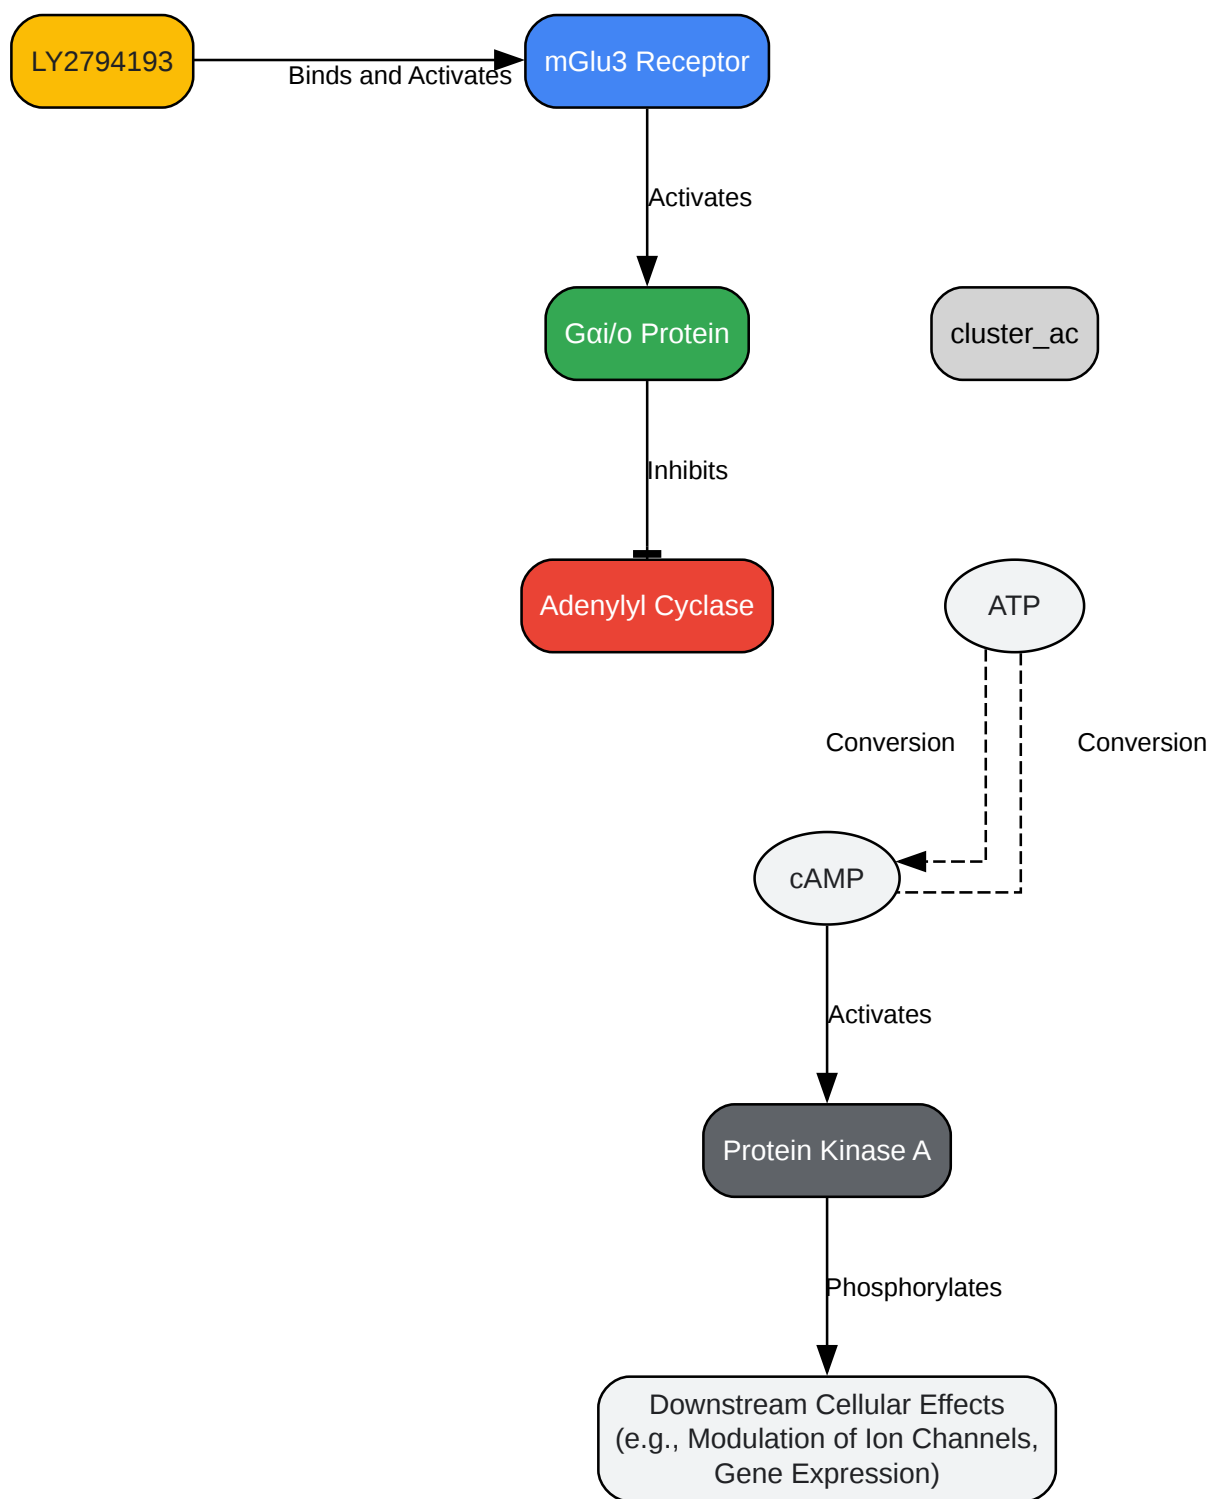 LY2794193
Binds and Activates
mGlu3 Receptor
Activates
Gαi/o Protein
cluster_ac
Inhibits
Adenylyl Cyclase
ATP
Conversion
Conversion
cAMP
Activates
Protein Kinase A
Phosphorylates
Downstream Cellular Effects
(e.g., Modulation of Ion Channels,
Gene Expression)